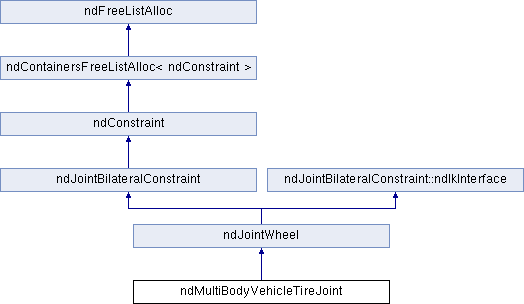 ndFreeListAlloc
ndContainersFreeListAlloc< ndConstraint >
ndConstraint
ndJointBilateralConstraint
ndJointBilateralConstraint::ndIkInterface
ndJointWheel
ndMultiBodyVehicleTireJoint